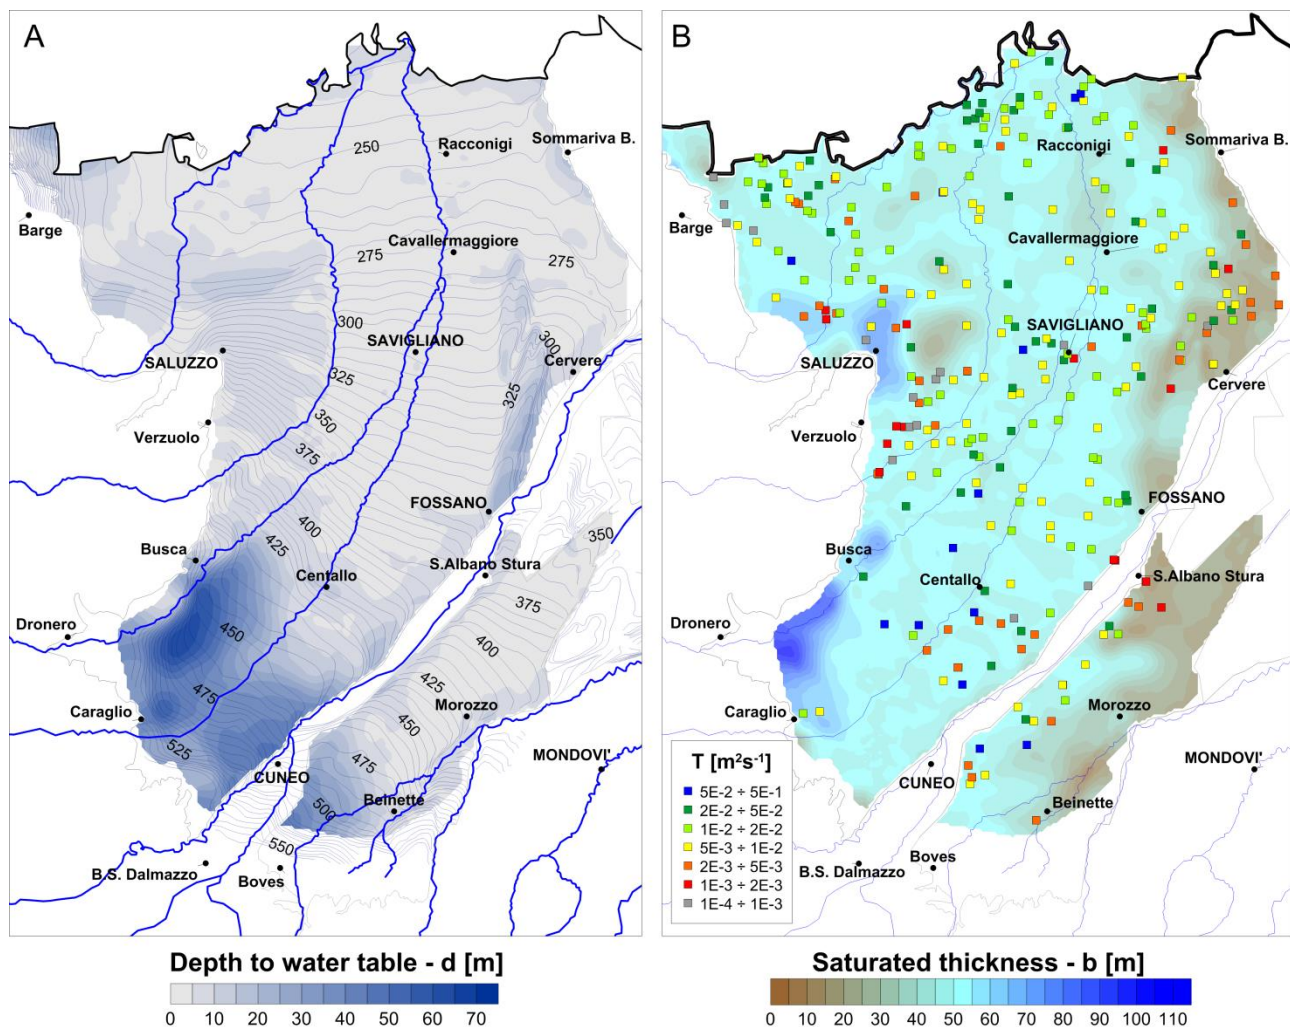 A
250
Racconigi
Sommariva B.
Barge
Cavallermaggiore
275
275
300
SAVIGLIANO
300
SALUZZO
Cervere
325
325
350
Verzuolo
375
FOSSANO
400
350
425
Busca
S.Albano Stura
Centallo
375
Dronero
450
400
425
475
Morozzo
Caraglio
450
525
MONDOVI'
475
CUNEO
Beinette
500
550
B.S. Dalmazzo
Boves
Depth to water table - d [m]
0 10 20 30 40 50 60 70
B
Racconigi
Sommariva B.
Barge
Cavallermaggiore
SAVIGLIANO
SALUZZO
Cervere
Verzuolo
FOSSANO
Busca
S.Albano Stura
Centallo
Dronero
Morozzo
Caraglio
MONDOVI'
CUNEO
Beinette
Boves
B.S. Dalmazzo
T [m²s⁻¹]
5E-2 ÷ 5E-1
2E-2 ÷ 5E-2
1E-2 ÷ 2E-2
5E-3 ÷ 1E-2
2E-3 ÷ 5E-3
1E-3 ÷ 2E-3
1E-4 ÷ 1E-3
Saturated thickness - b [m]
0 10 20 30 40 50 60 70 80 90 100 110